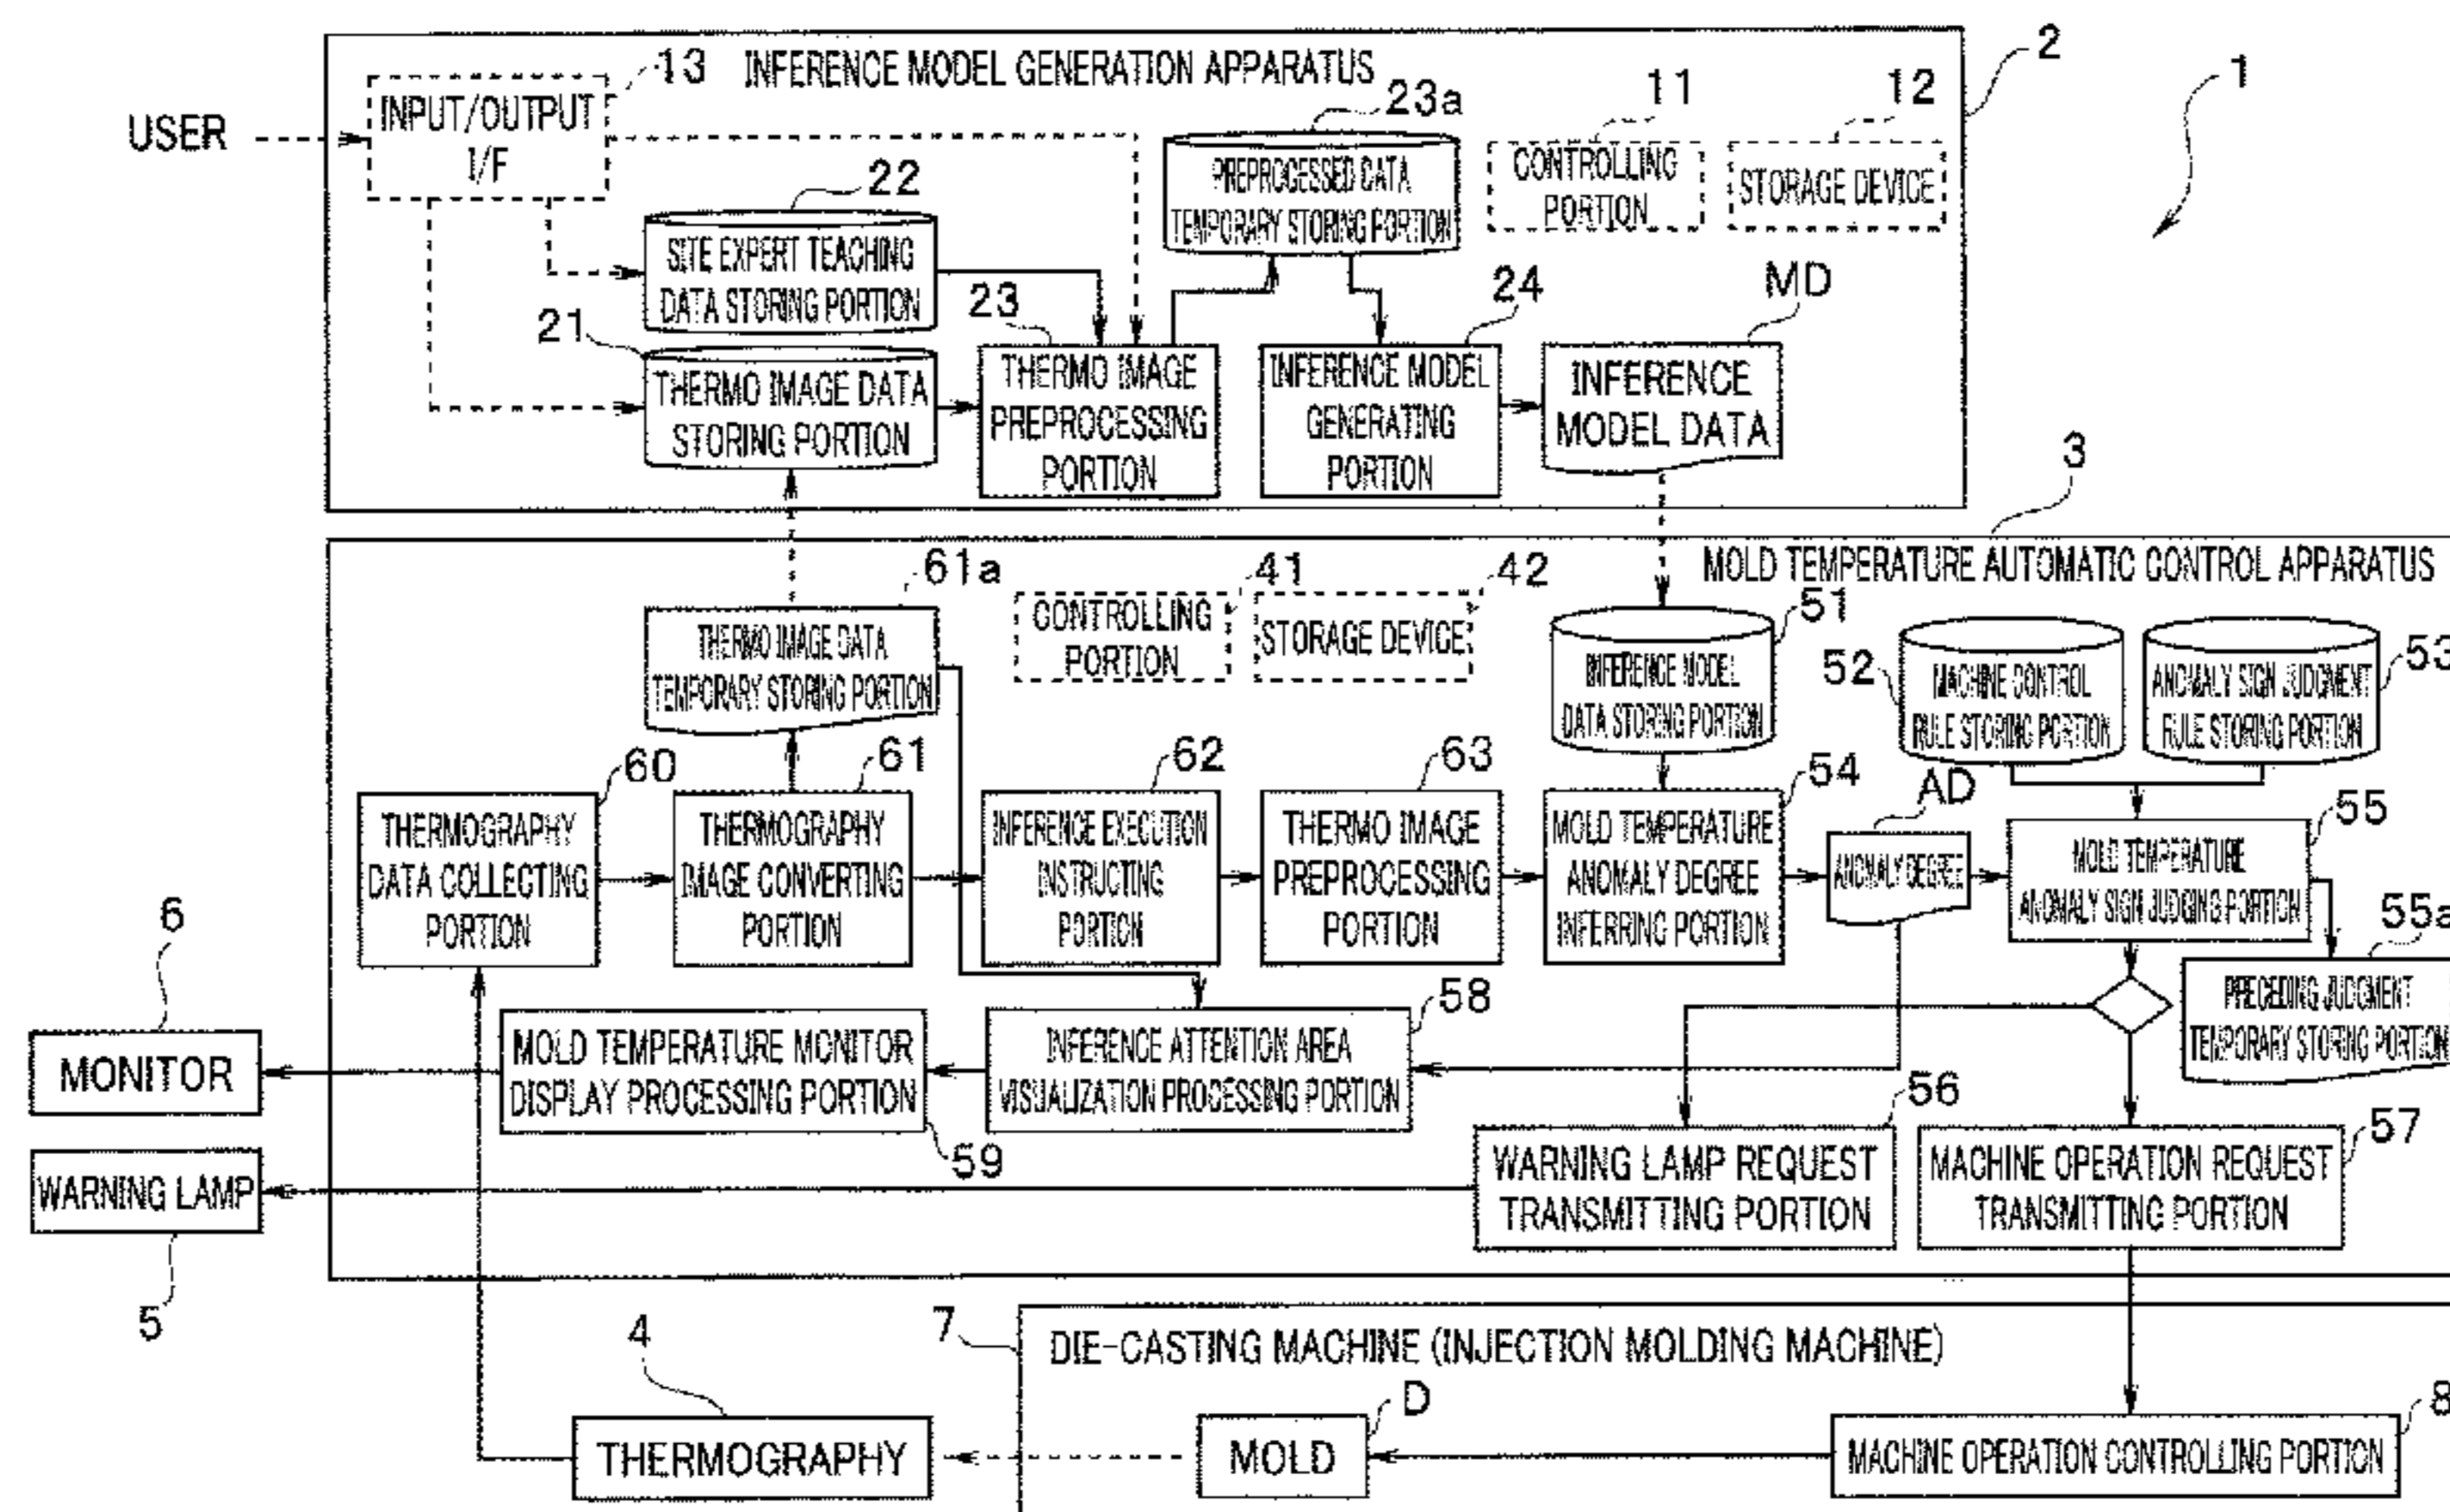 2
13
INFERENCE MODEL GENERATION APPARATUS
1
INPUT/OUTPUT
I/F
USER
23a
11
12
PREPROCESSED DATA
TEMPORARY STORING PORTION
CONTROLLING
PORTION
STORAGE DEVICE
22
SITE EXPERT TEACHING
DATA STORING PORTION
23
24
MD
21
THERMO IMAGE DATA
STORING PORTION
THERMO IMAGE
PREPROCESSING
PORTION
INFERENCE MODEL
GENERATING
PORTION
INFERENCE
MODEL DATA
3
MOLD TEMPERATURE AUTOMATIC CONTROL APPARATUS
61a
41
42
51
THERMO IMAGE DATA
TEMPORARY STORING PORTION
CONTROLLING
PORTION
STORAGE DEVICE
INFERENCE MODEL
DATA STORING PORTION
52
MACHINE CONTROL
RULE STORING PORTION
ANOMALY SIGN JUDGMENT
RULE STORING PORTION
53
60
61
62
63
54
AD
55
THERMOGRAPHY
DATA COLLECTING
PORTION
THERMOGRAPHY
IMAGE CONVERTING
PORTION
INFERENCE EXECUTION
INSTRUCTING
PORTION
THERMO IMAGE
PREPROCESSING
PORTION
MOLD TEMPERATURE
ANOMALY DEGREE
INFERRING PORTION
ANOMALY DEGREE
MOLD TEMPERATURE
ANOMALY SIGN JUDGING PORTION
55a
6
58
MONITOR
MOLD TEMPERATURE MONITOR
DISPLAY PROCESSING PORTION
INFERENCE ATTENTION AREA
VISUALIZATION PROCESSING PORTION
PRECEDING JUDGMENT
TEMPORARY STORING PORTION
56
57
59
WARNING LAMP
WARNING LAMP REQUEST
TRANSMITTING PORTION
MACHINE OPERATION REQUEST
TRANSMITTING PORTION
5
4
7
DIE-CASTING MACHINE (INJECTION MOLDING MACHINE)
D
8
THERMOGRAPHY
MOLD
MACHINE OPERATION CONTROLLING PORTION